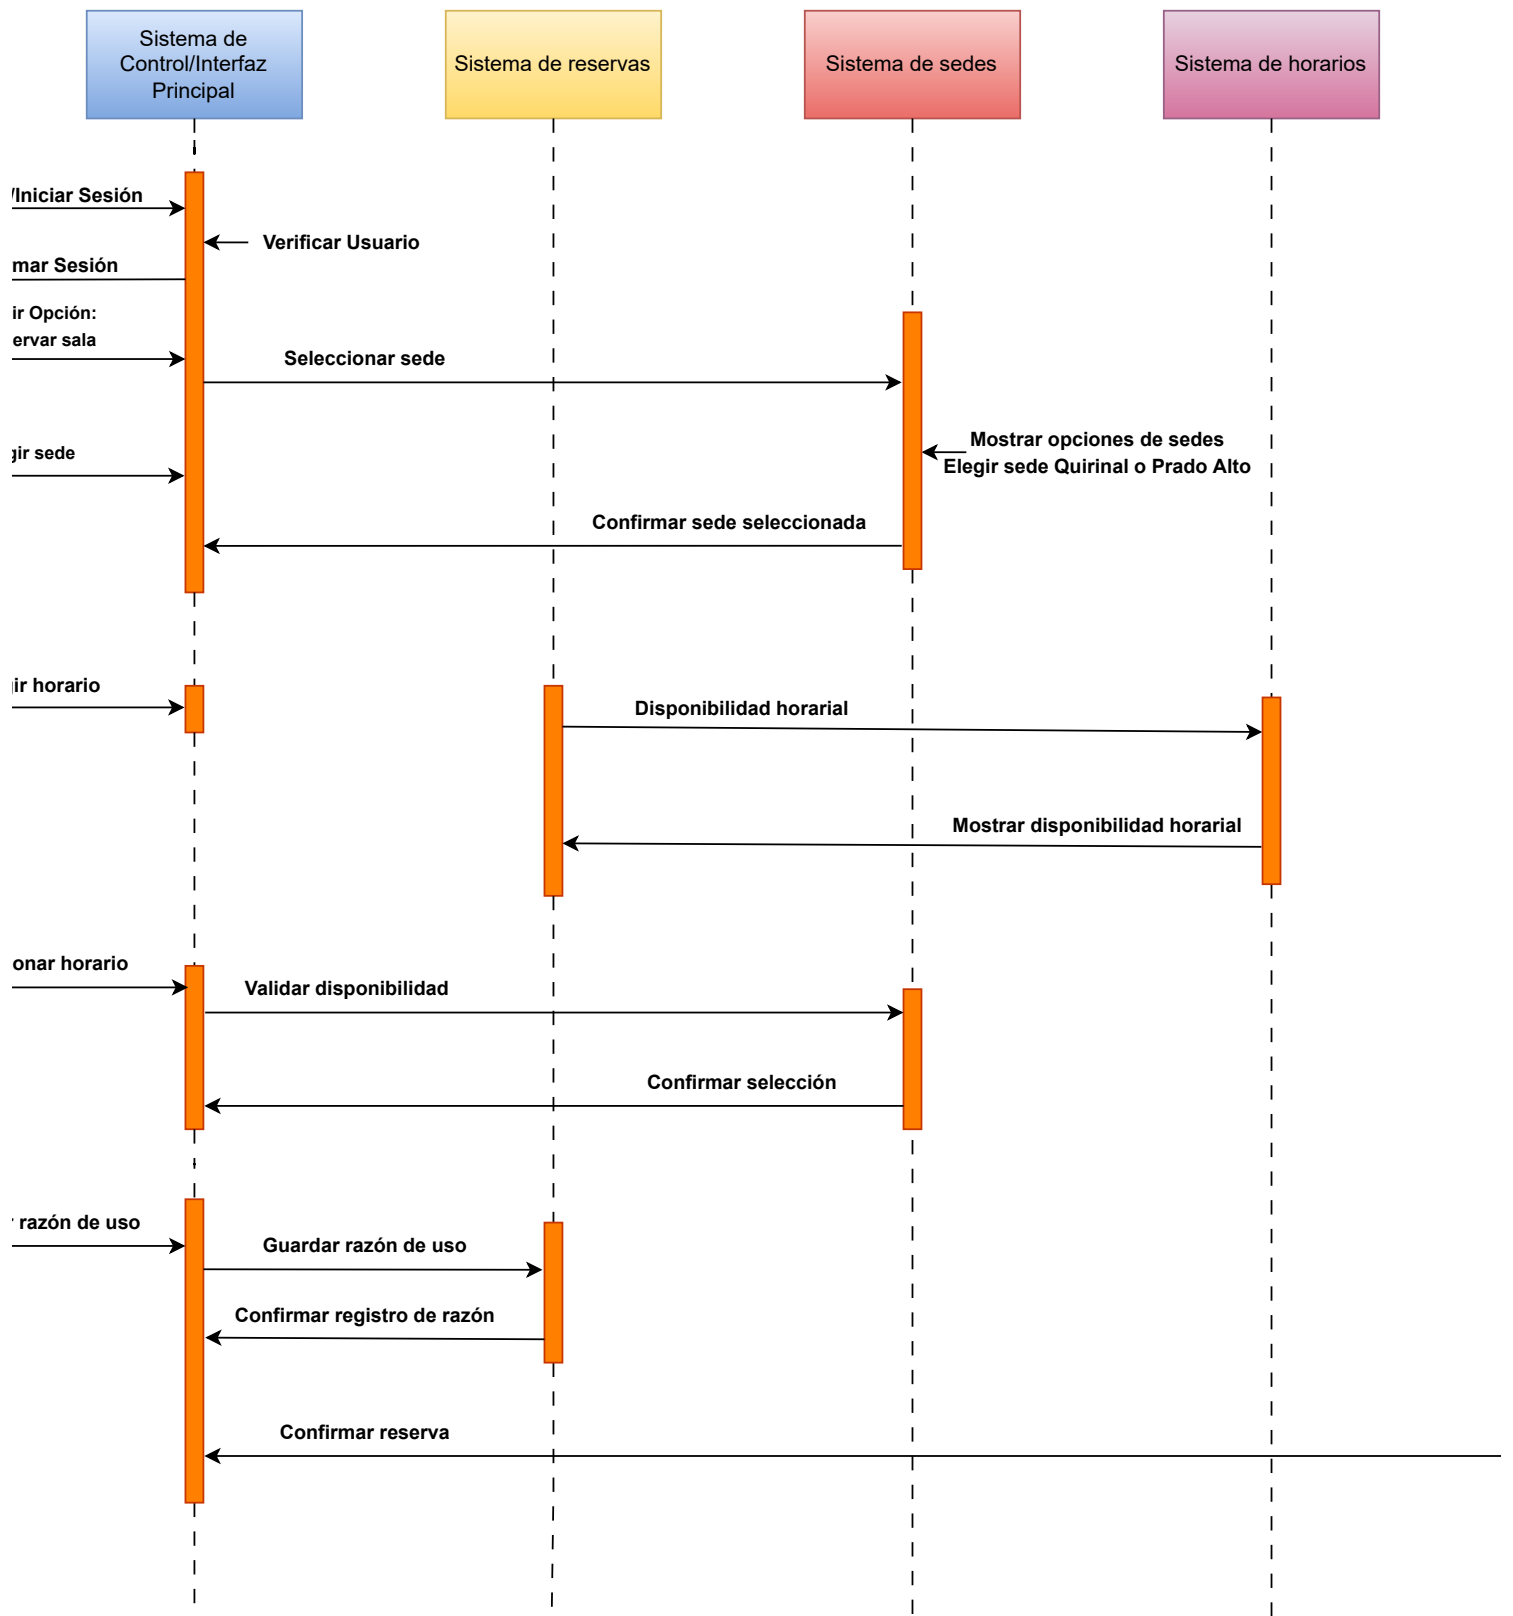 Sistema de
Control/Interfaz
Principal
Sistema de reservas
Sistema de sedes
Sistema de horarios
/Iniciar Sesión
Verificar Usuario
mar Sesión
ir Opción:
ervar sala
Seleccionar sede
gir sede
Mostrar opciones de sedes
Elegir sede Quirinal o Prado Alto
Confirmar sede seleccionada
ir horario
Disponibilidad horarial
Mostrar disponibilidad horarial
onar horario
Validar disponibilidad
Confirmar selección
razón de uso
Guardar razón de uso
Confirmar registro de razón
Confirmar reserva